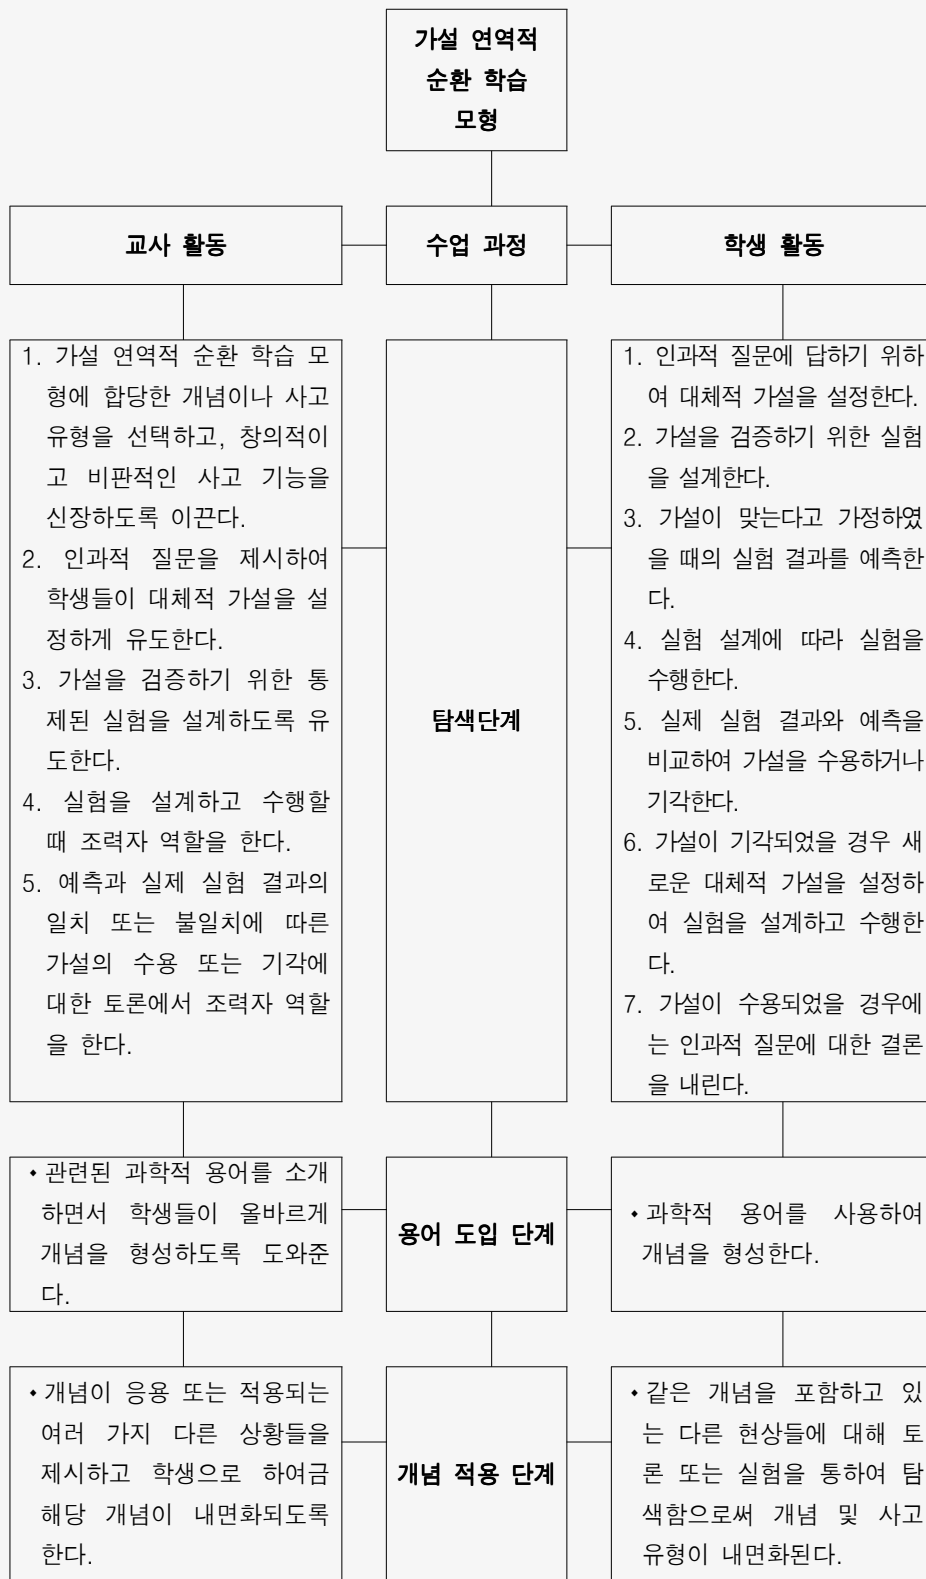 가설 연역적
순환 학습
모형
교사 활동
수업 과정
학생 활동
1. 가설 연역적 순환 학습 모
형에 합당한 개념이나 사고
유형을 선택하고, 창의적이
고 비판적인 사고 기능을
신장하도록 이끈다.
2. 인과적 질문을 제시하여
학생들이 대체적 가설을 설
정하게 유도한다.
3. 가설을 검증하기 위한 통
제된 실험을 설계하도록 유
도한다.
4. 실험을 설계하고 수행할
때 조력자 역할을 한다.
5. 예측과 실제 실험 결과의
일치 또는 불일치에 따른
가설의 수용 또는 기각에
대한 토론에서 조력자 역할
을 한다.
탐색단계
1. 인과적 질문에 답하기 위하
여 대체적 가설을 설정한다.
2. 가설을 검증하기 위한 실험
을 설계한다.
3. 가설이 맞는다고 가정하였
을 때의 실험 결과를 예측한
다.
4. 실험 설계에 따라 실험을
수행한다.
5. 실제 실험 결과와 예측을
비교하여 가설을 수용하거나
기각한다.
6. 가설이 기각되었을 경우 새
로운 대체적 가설을 설정하
여 실험을 설계하고 수행한
다.
7. 가설이 수용되었을 경우에
는 인과적 질문에 대한 결론
을 내린다.
⬩관련된 과학적 용어를 소개
하면서 학생들이 올바르게
개념을 형성하도록 도와준
다.
용어 도입 단계
⬩과학적 용어를 사용하여
개념을 형성한다.
⬩개념이 응용 또는 적용되는
여러 가지 다른 상황들을
제시하고 학생으로 하여금
해당 개념이 내면화되도록
한다.
개념 적용 단계
⬩같은 개념을 포함하고 있
는 다른 현상들에 대해 토
론 또는 실험을 통하여 탐
색함으로써 개념 및 사고
유형이 내면화된다.